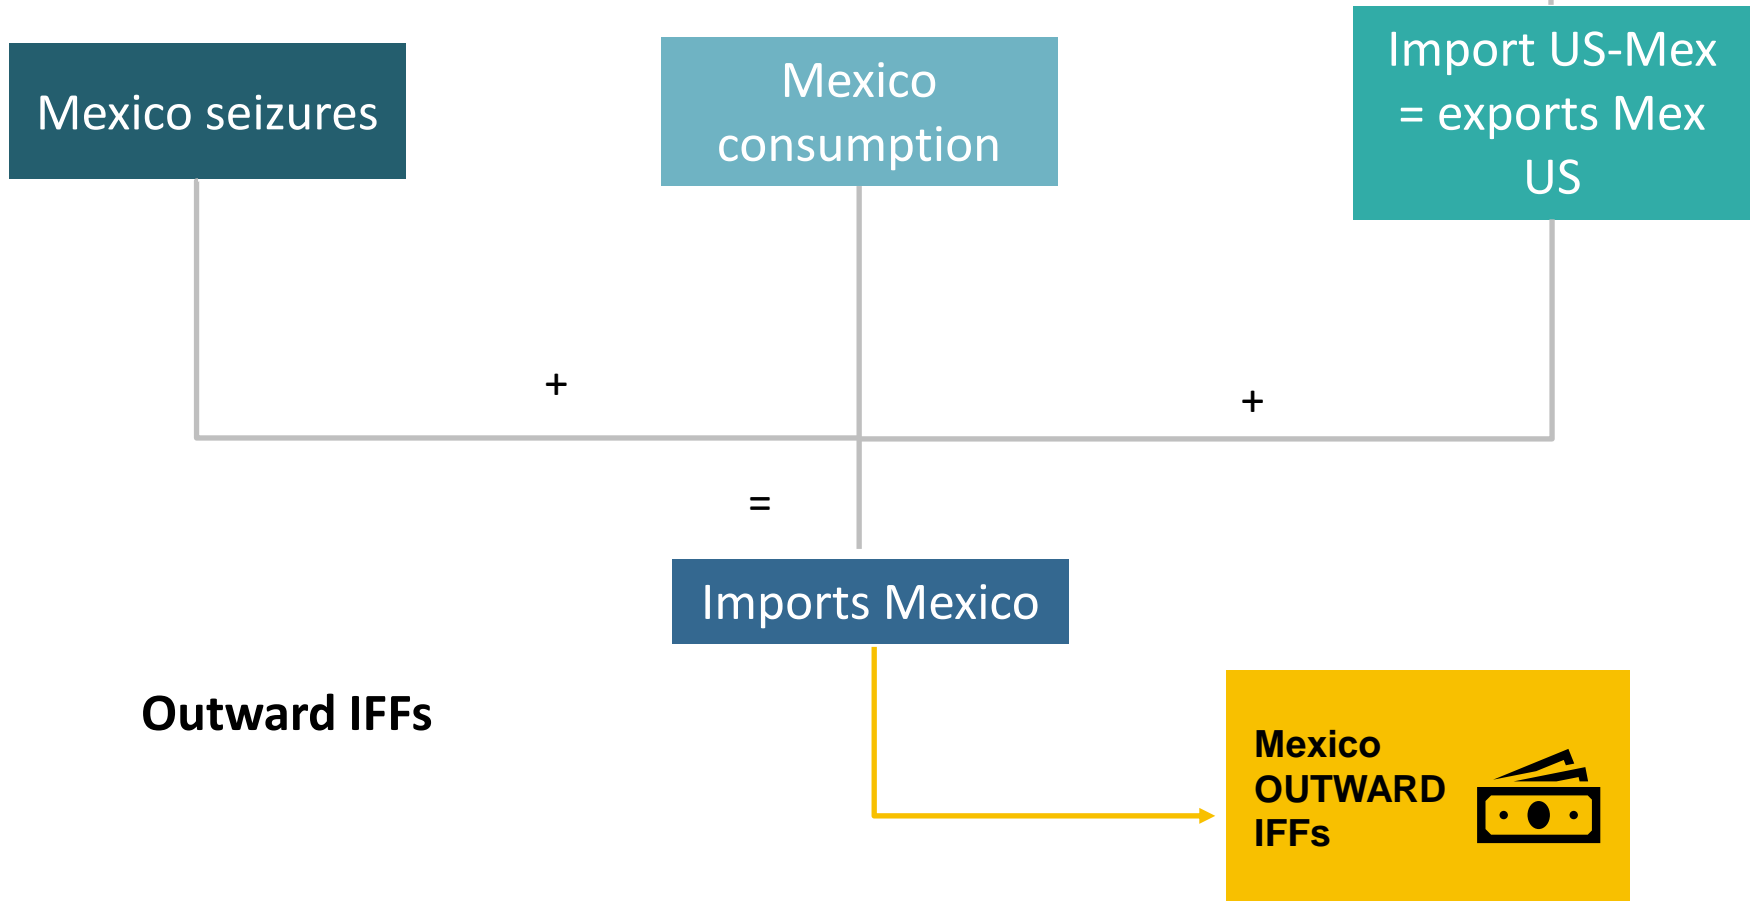 Mexico seizures
Mexico
consumption
Import US-Mex
= exports Mex
US
+
+
=
Imports Mexico
Outward IFFs
Mexico
OUTWARD
IFFs